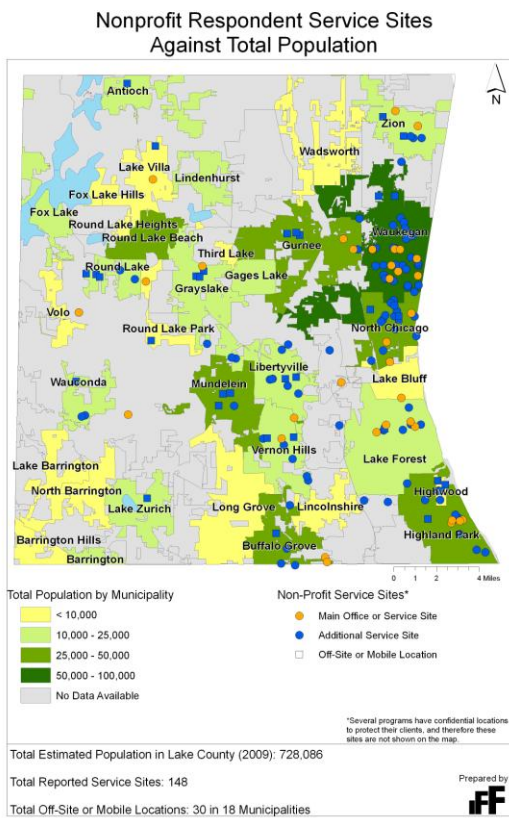 Nonprofit Respondent Service Sites
Against Total Population
N
Antioch
Zion
Wadsworth
Lake Villa
Lindenhurst
Fox Lake Hills
Fox Lake
Round Lake Heights
Round Lake Beach
Waukegan
Gurnee
Third Lake
Round Lake
Gages Lake
Grayslake
Volo
Round Lake Park
North Chicago
Libertyville
Wauconda
Mundelein
Lake Bluff
Vernon Hills
Lake Forest
Lake Barrington
North Barrington
Highwood
Lake Zurich
Long Grove
Lincolnshire
Barrington Hills
Highland Park
Buffalo Grove
Barrington
0 1 2 4 Miles
Total Population by Municipality
< 10,000
10,000 - 25,000
25,000 - 50,000
50,000 - 100,000
No Data Available
Non-Profit Service Sites*
Main Office or Service Site
Additional Service Site
Off-Site or Mobile Location
*Several programs have confidential locations
to protect their clients, and therefore these
sites are not shown on the map.
Total Estimated Population in Lake County (2009): 728,086
Total Reported Service Sites: 148
Total Off-Site or Mobile Locations: 30 in 18 Municipalities
Prepared by
IFF